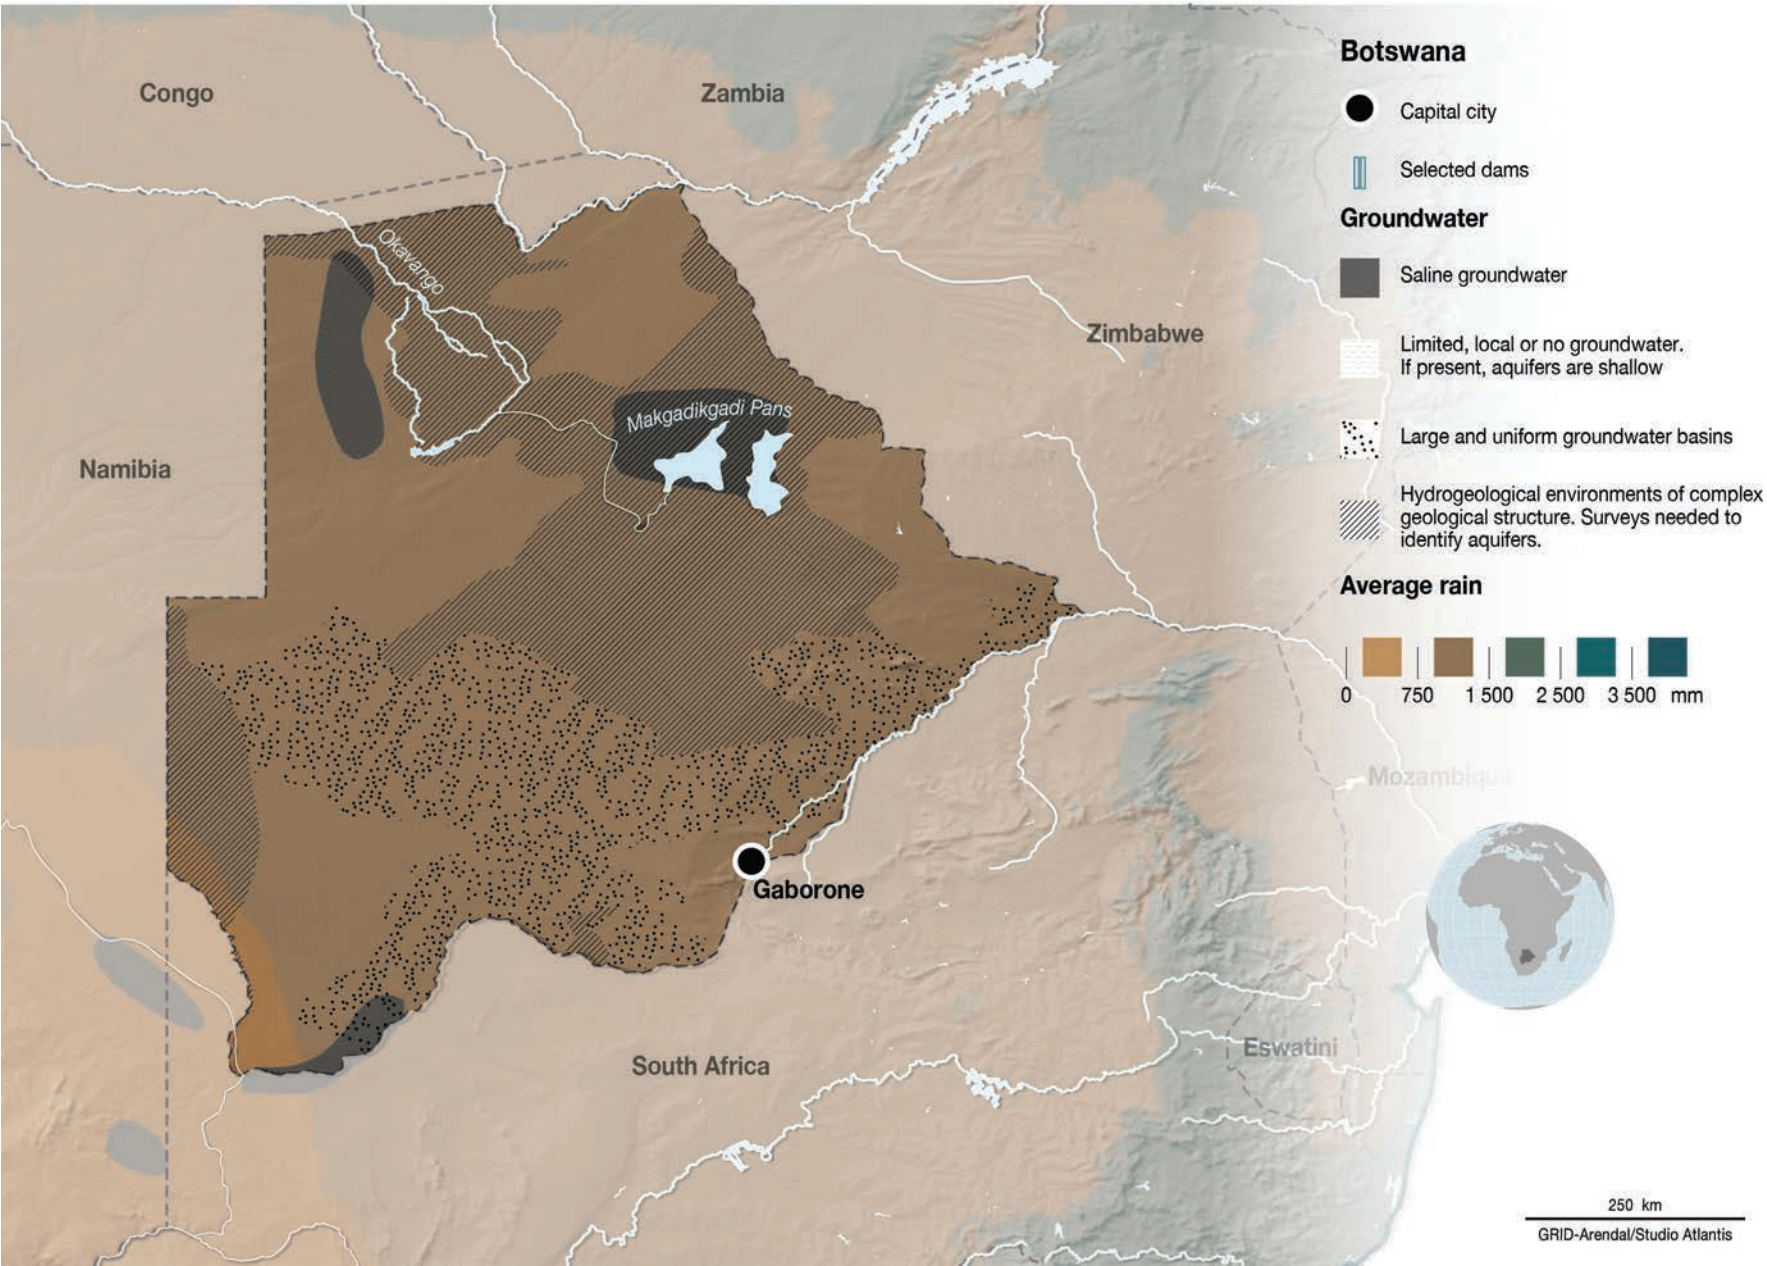 Congo
Zambia
Okavango
Makgadikgadi Pans
Zimbabwe
Namibia
Gaborone
South Africa
Eswatini
Mozambique
Botswana
Capital city
Selected dams
Groundwater
Saline groundwater
Limited, local or no groundwater.
If present, aquifers are shallow
Large and uniform groundwater basins
Hydrogeological environments of complex
geological structure. Surveys needed to
identify aquifers.
Average rain
0 750 1 500 2 500 3 500 mm
250 km
GRID-Arendal/Studio Atlantis